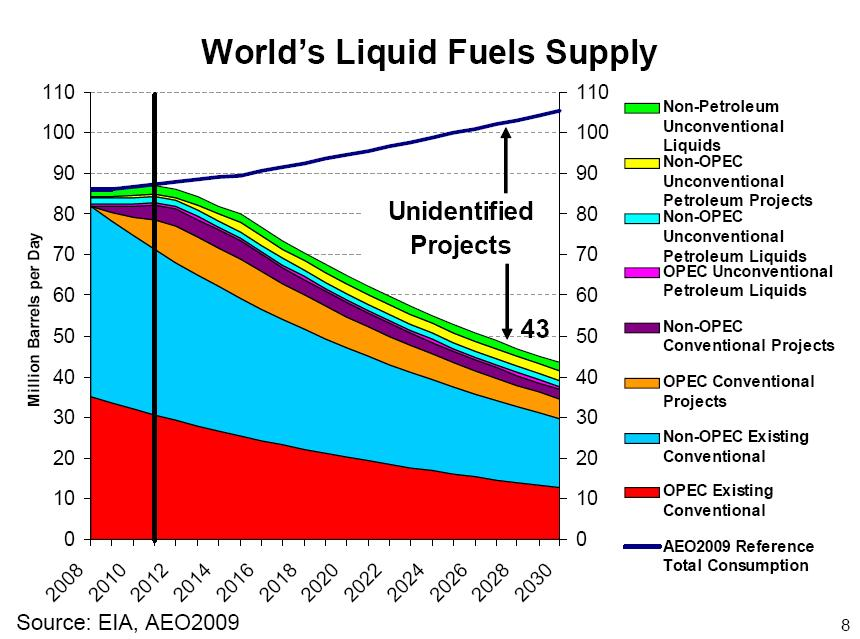 World's Liquid Fuels Supply
Million Barrels per Day
110
100
90
80
70
60
50
40
30
20
10
0
110
100
90
80
70
60
50
40
30
20
10
0
Unidentified
Projects
43
2008
2010
2012
2014
2016
2018
2020
2022
2024
2026
2028
2030
Non-Petroleum
Unconventional
Liquids
Non-OPEC
Unconventional
Petroleum Projects
Non-OPEC
Unconventional
Petroleum Liquids
OPEC Unconventional
Petroleum Liquids
Non-OPEC
Conventional Projects
OPEC Conventional
Projects
Non-OPEC Existing
Conventional
OPEC Existing
Conventional
AEO2009 Reference
Total Consumption
Source: EIA, AEO2009
8